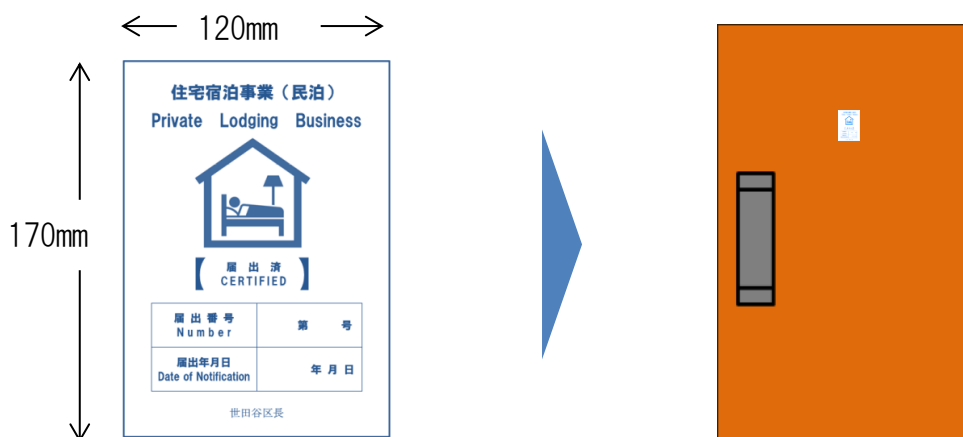 120mm
170mm
住宅宿泊事業（民泊）
Private Lodging Business
届出済
CERTIFIED
届出番号
Number
第 号
届出年月日
Date of Notification
年月日
世田谷区長